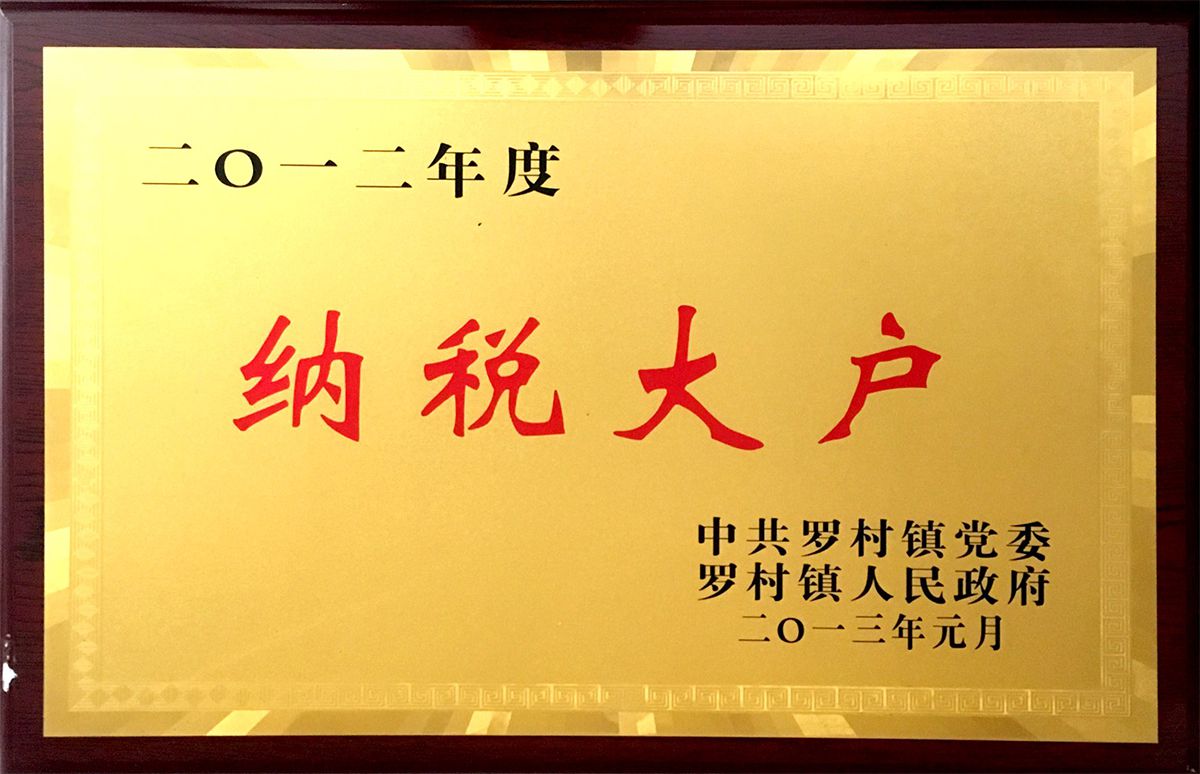 二〇一二年度
纳税大户
中共罗村镇党委
罗村镇人民政府
二〇一三年元月